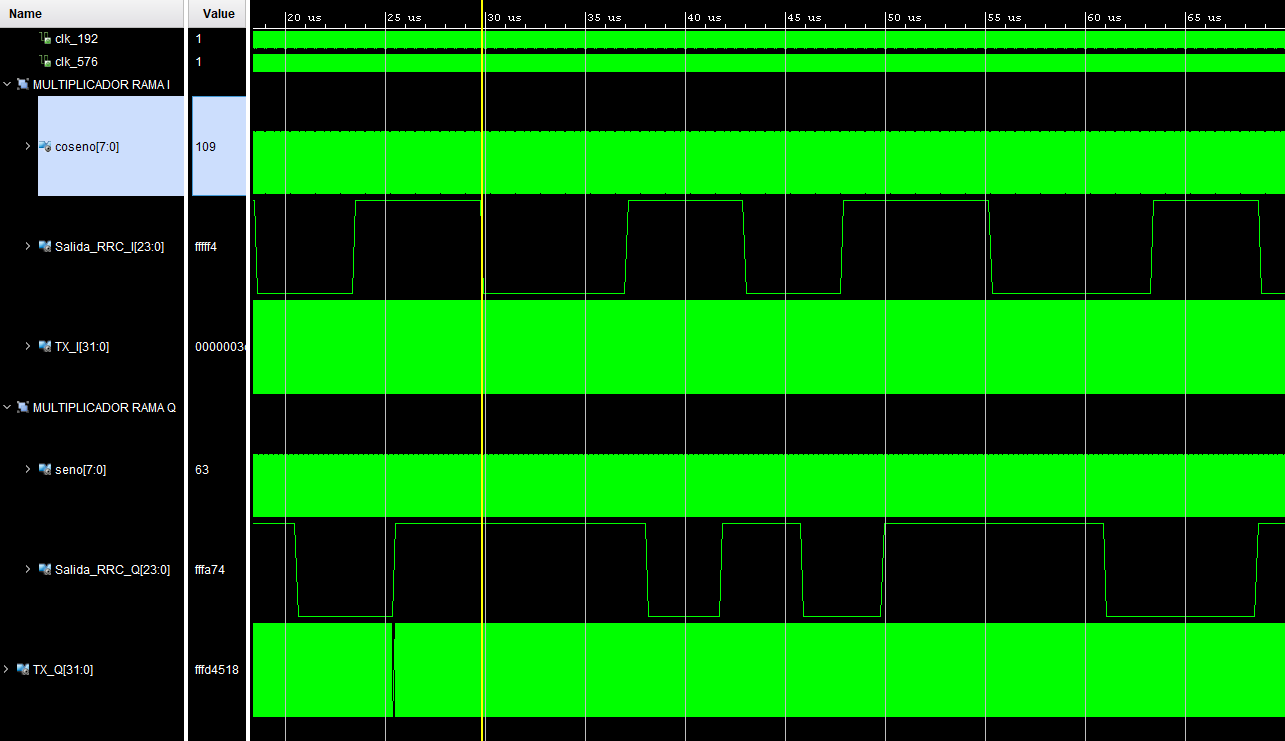 Name Value 20 us 25 us 30 us 35 us 40 us 45 us 50 us 55 us 60 us 65 us
clk_192 1
clk_576 1
MULTIPLICADOR RAMA I
coseno[7:0] 109
Salida_RRC_I[23:0] fffff4
TX_I[31:0] 0000003
MULTIPLICADOR RAMA Q
seno[7:0] 63
Salida_RRC_Q[23:0] fffa74
TX_Q[31:0] fffd4518